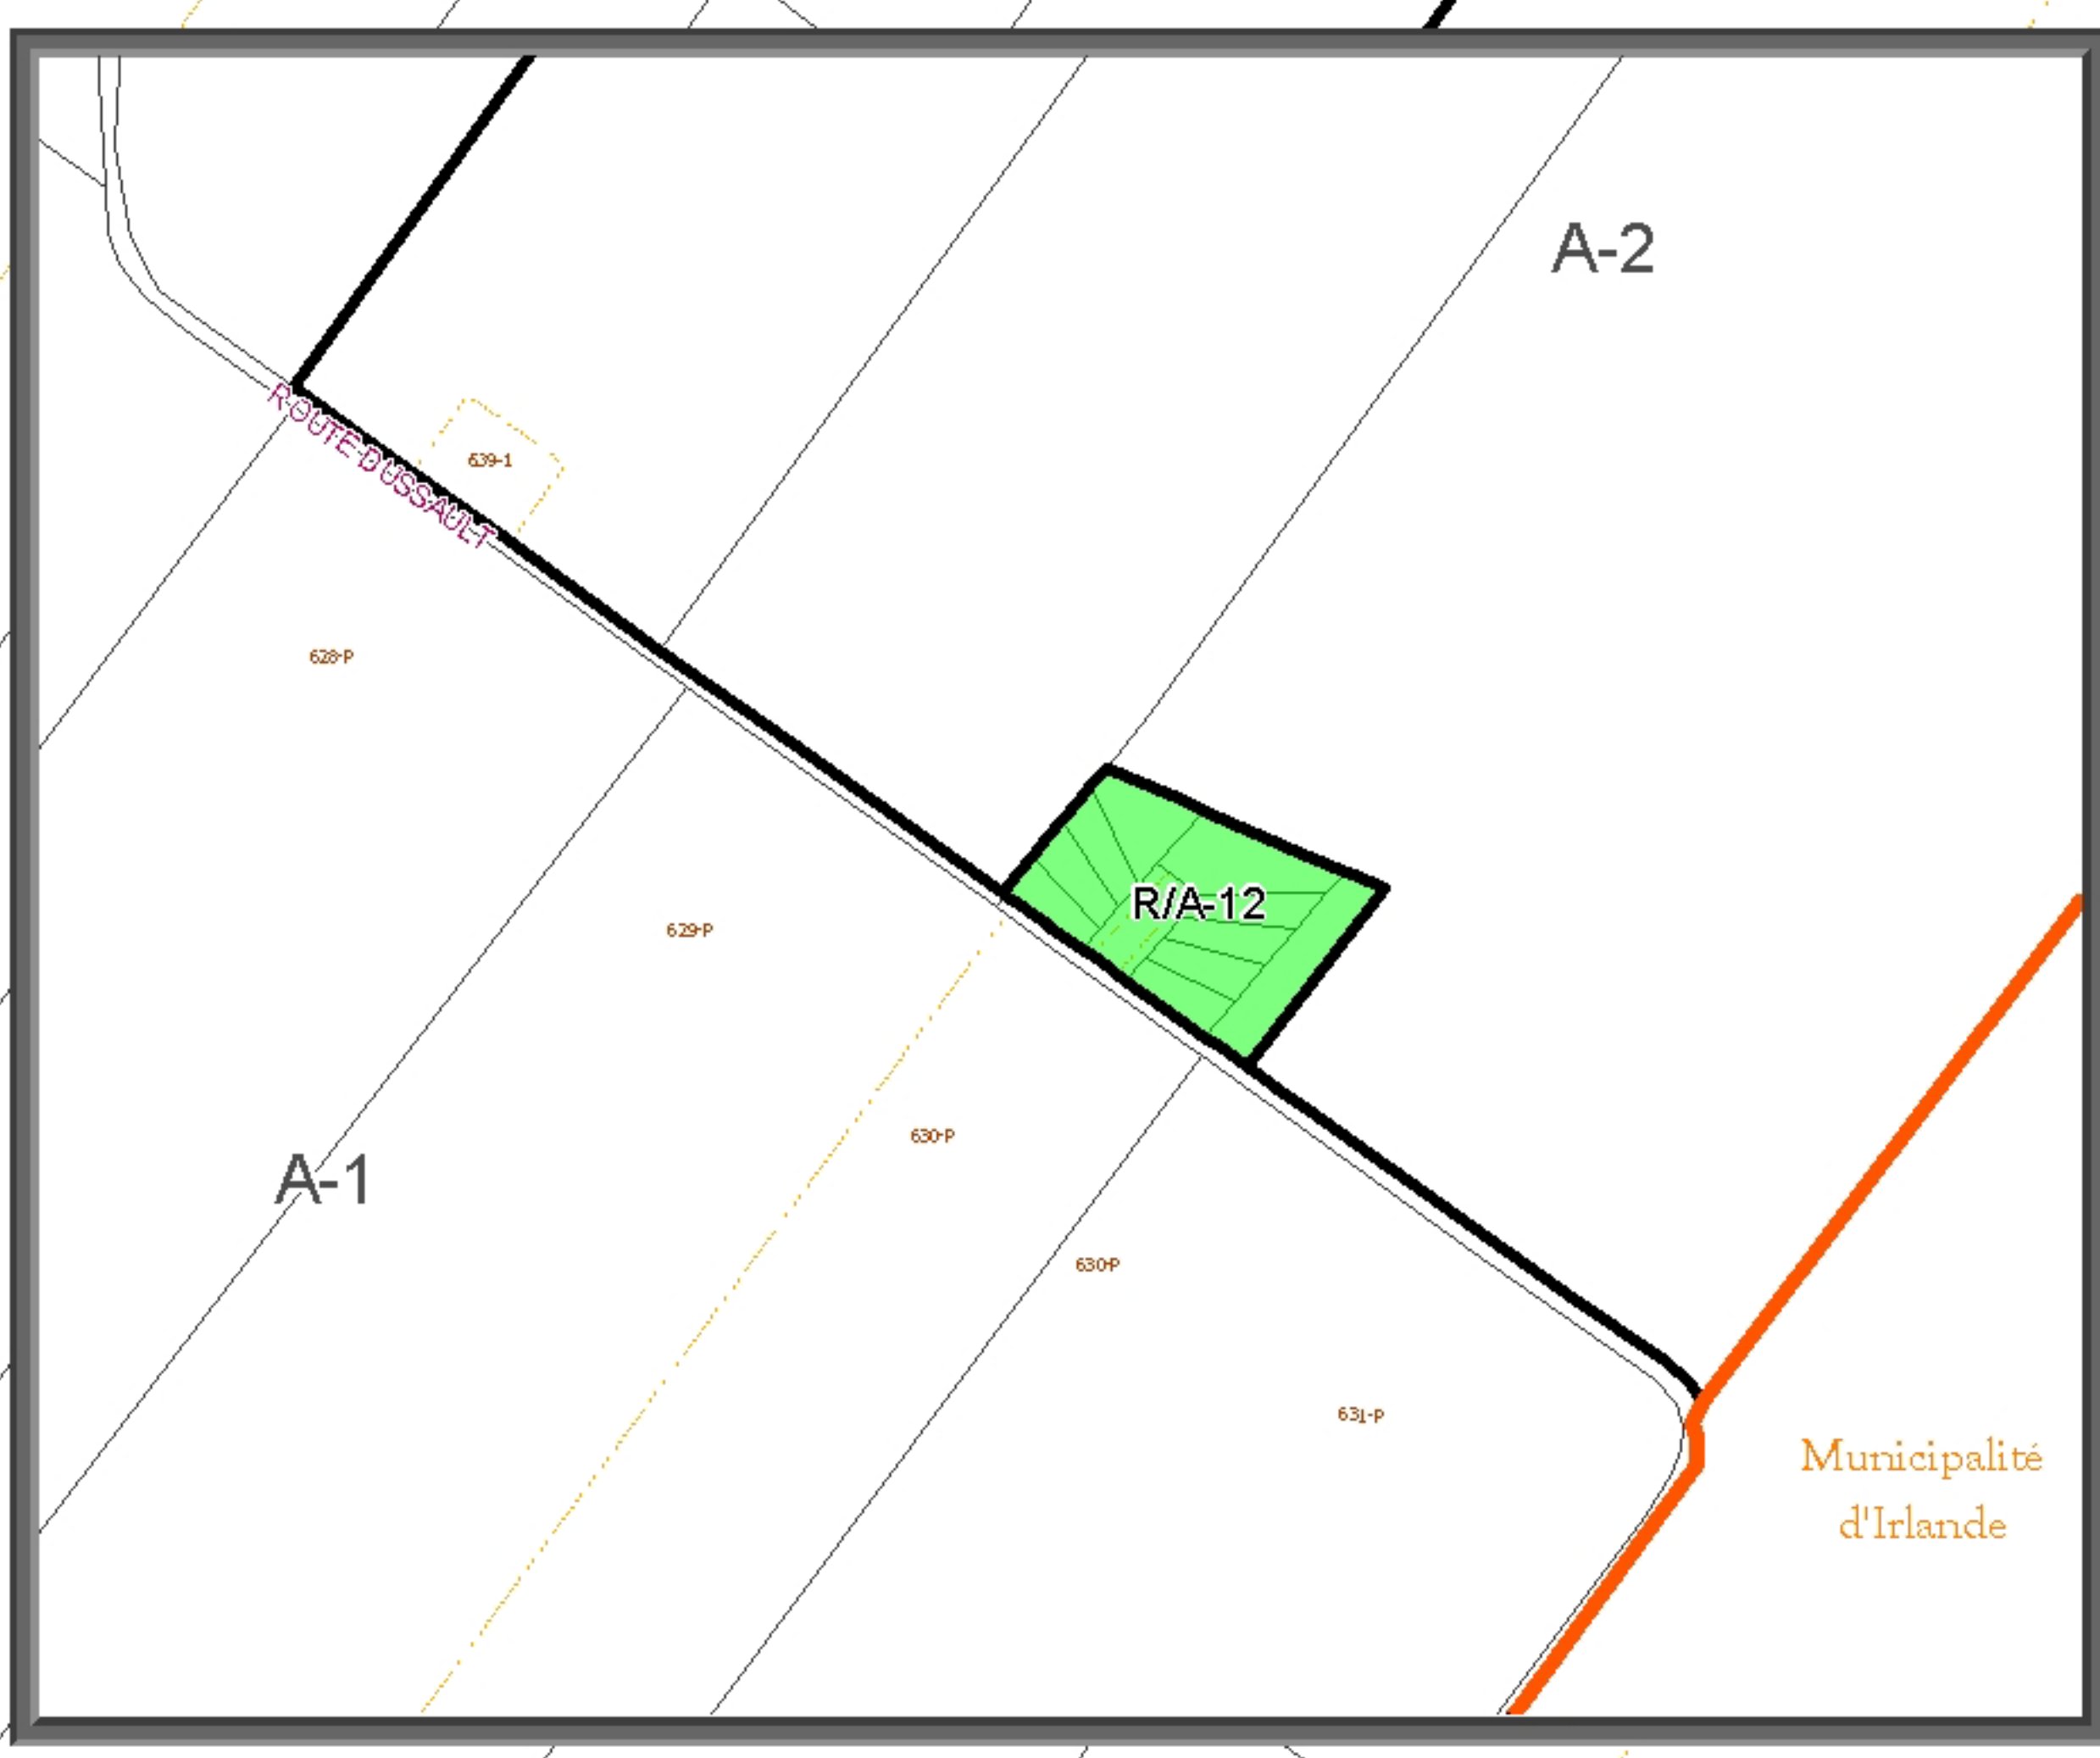 A-2
ROUTE DUSSAULT
639-1
628-P
R/A-12
629-P
630-P
A-1
630-P
631-P
Municipalité
d'Irlande